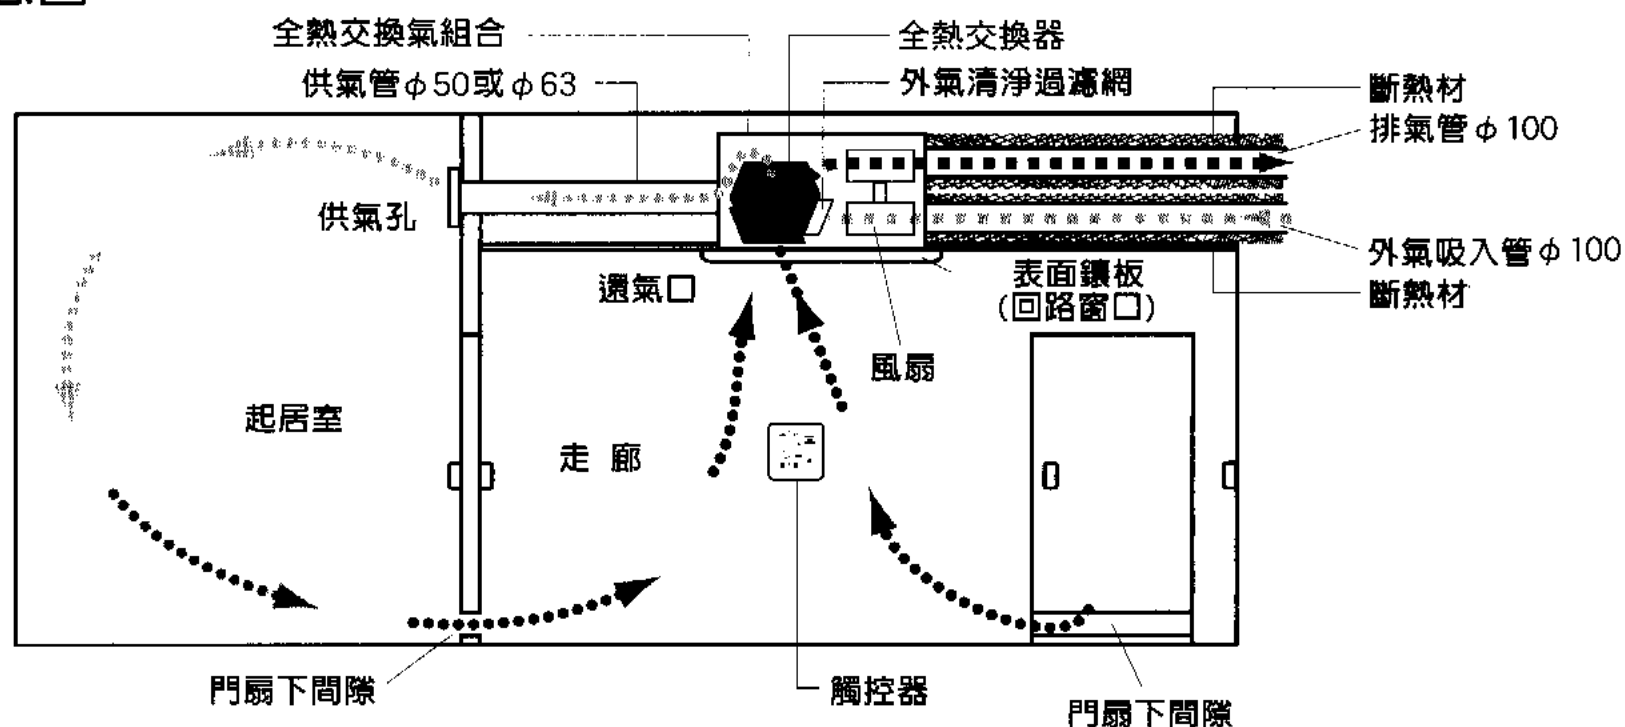 全熱交換氣組合
全熱交換器
供氣管φ50或φ63
外氣清淨過濾網
斷熱材
排氣管φ100
供氣孔
外氣吸入管φ100
斷熱材
還氣口
表面鑲板
(回路窗口)
風扇
起居室
走廊
門扇下間隙
觸控器
門扇下間隙